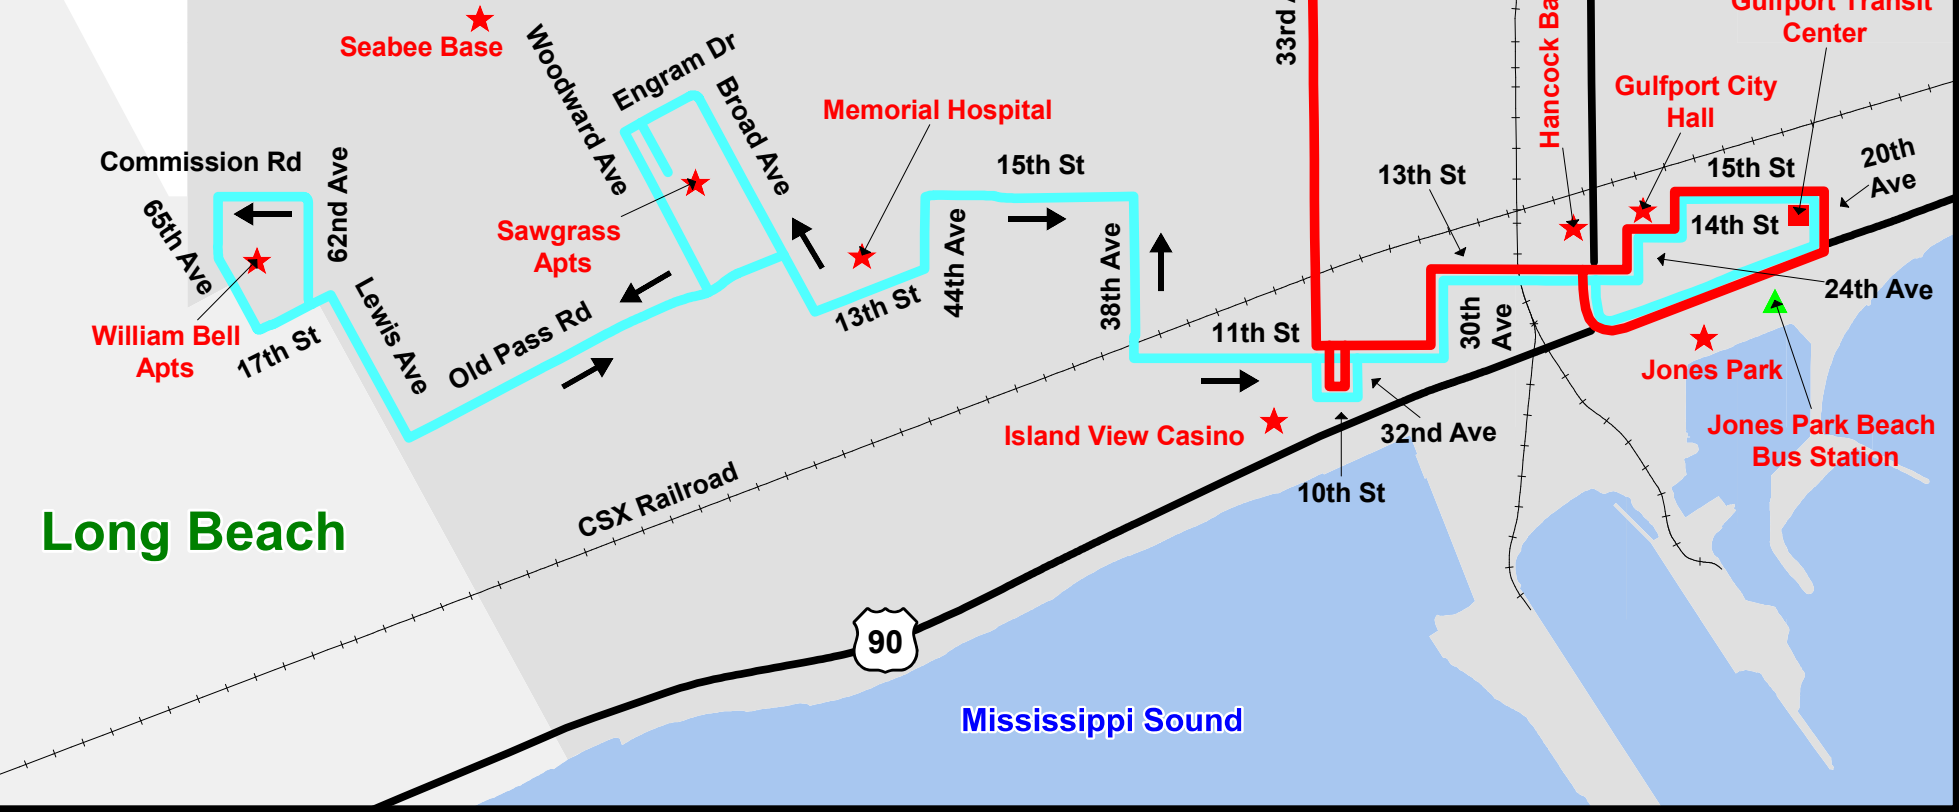 Gulfport Transit
Center
Seabee Base
33rd
Hancock
Woodward Ave
Engram Dr
Broad Ave
Memorial Hospital
Gulfport City
Hall
Commission Rd
62nd Ave
65th Ave
15th St
13th St
15th St
20th
Ave
Sawgrass
Apts
14th St
44th Ave
38th Ave
24th Ave
William Bell
Apts
17th St
Lewis Ave
Old Pass Rd
13th St
11th St
30th
Ave
Jones Park
Island View Casino
32nd Ave
Jones Park Beach
Bus Station
10th St
CSX Railroad
Long Beach
90
Mississippi Sound